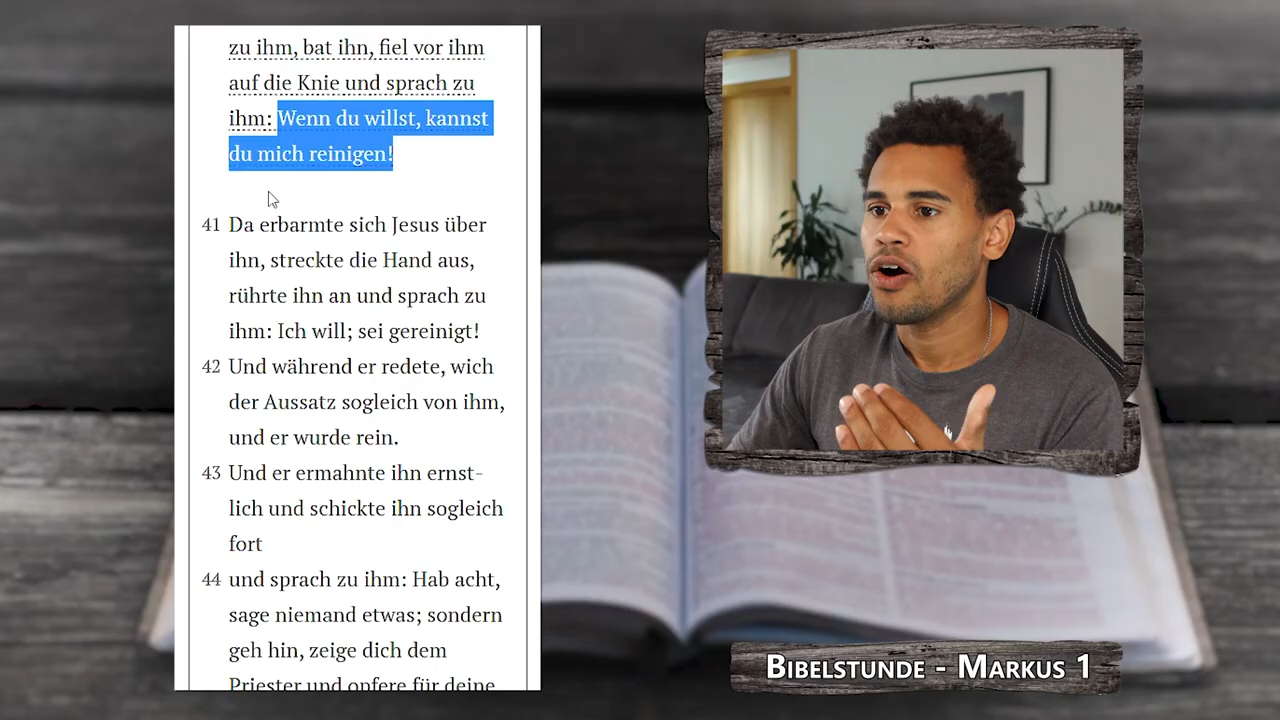 zu ihm, bat ihn, fiel vor ihm
auf die Knie und sprach zu
ihm: Wenn du willst, kannst
du mich reinigen!
41 Da erbarmte sich Jesus über
ihn, streckte die Hand aus,
rührte ihn an und sprach zu
ihm: Ich will; sei gereinigt!
42 Und während er redete, wich
der Aussatz sogleich von ihm,
und er wurde rein.
43 Und er ermahnte ihn ernst-
lich und schickte ihn sogleich
fort
44 und sprach zu ihm: Hab acht,
sage niemand etwas; sondern
geh hin, zeige dich dem
Priester und opfere für deine
Bibelstunde - Markus 1